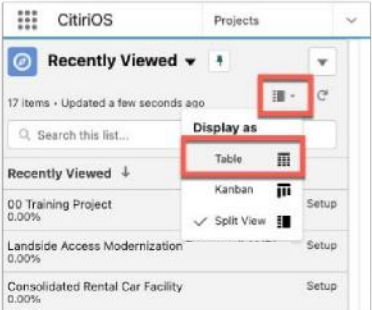 CitiriOS Projects
Recently Viewed
17 items • Updated a few seconds ago
Search this list...
Display as
Table
Kanban
Split View
Recently Viewed
00 Training Project Setup
0.00%
Landside Access Modernization Setup
0.00%
Consolidated Rental Car Facility Setup
0.00%